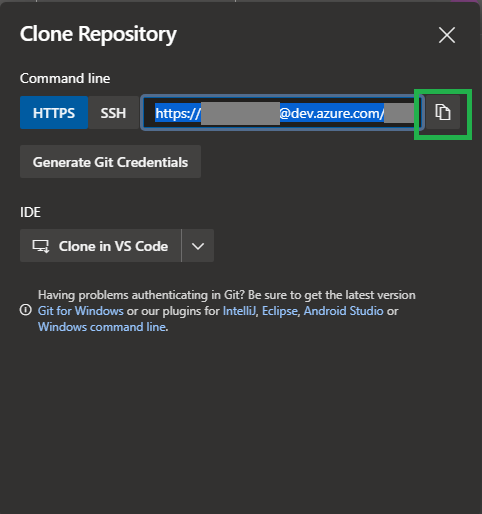 Clone Repository
Command line
HTTPS SSH https:// @dev.azure.com/
Generate Git Credentials
IDE
Clone in VS Code
Having problems authenticating in Git? Be sure to get the latest version
Git for Windows or our plugins for IntelliJ, Eclipse, Android Studio or
Windows command line.